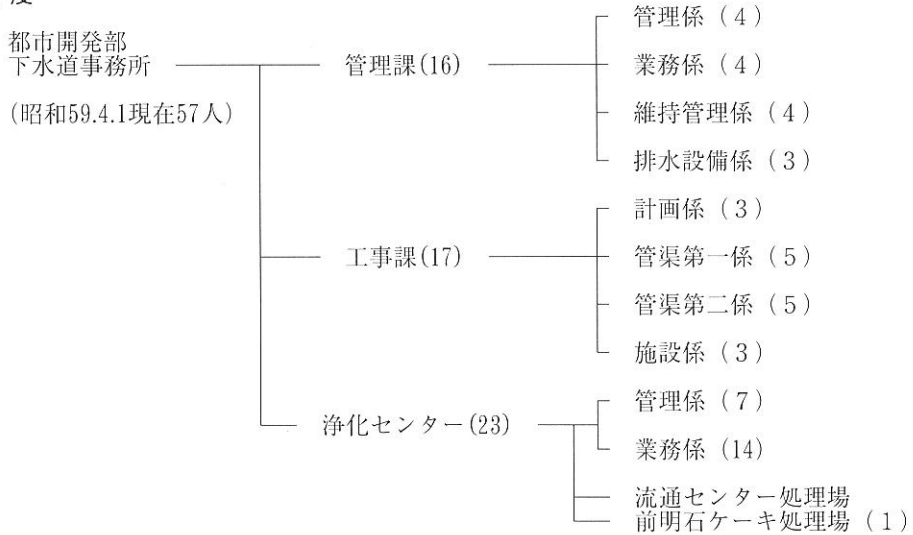 都市開発部
下水道事務所
(昭和59.4.1現在57人)
管理課(16)
管理係(4)
業務係(4)
維持管理係(4)
排水設備係(3)
工事課(17)
計画係(3)
管渠第一係(5)
管渠第二係(5)
施設係(3)
浄化センター(23)
管理係(7)
業務係(14)
流通センター処理場
前明石ケーキ処理場(1)